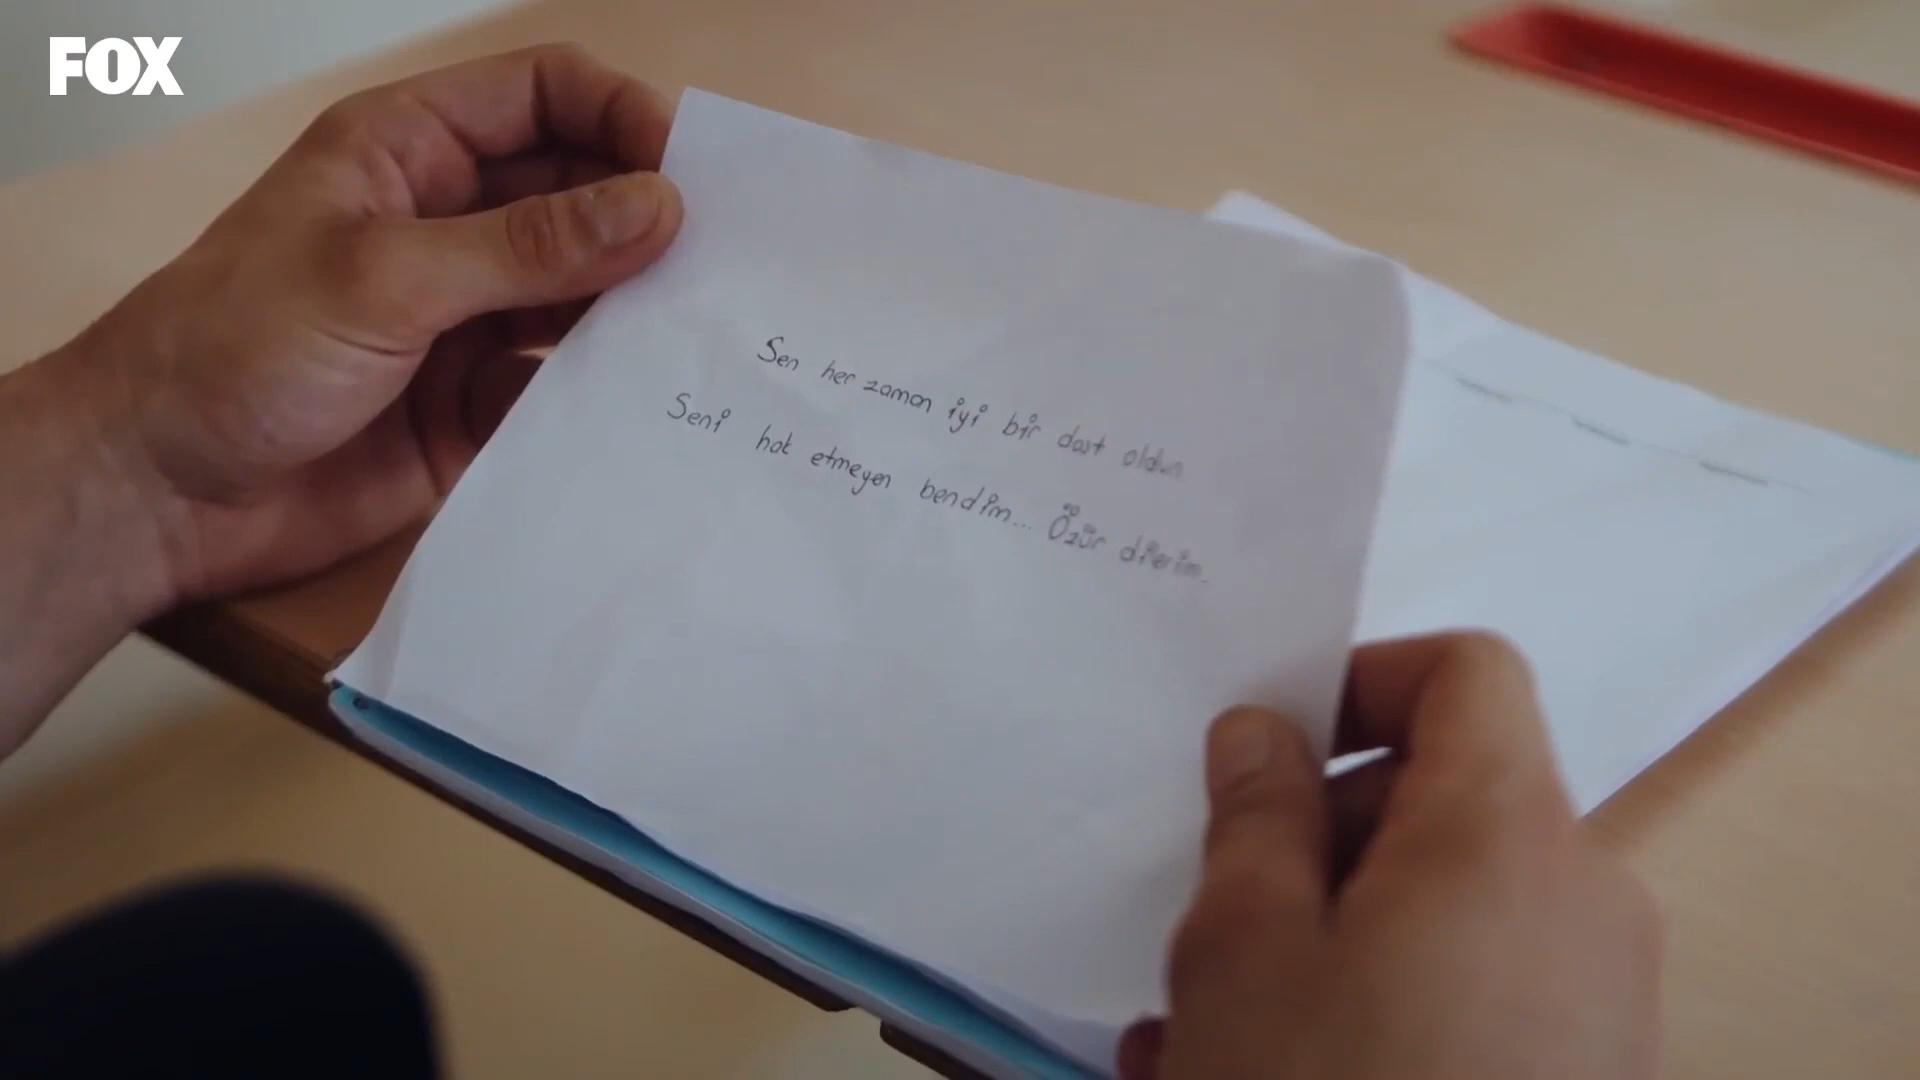 FOX
Sen her zaman iyi bir dost oldun
Seni hak etmeyen bendim... Özür dilerim.